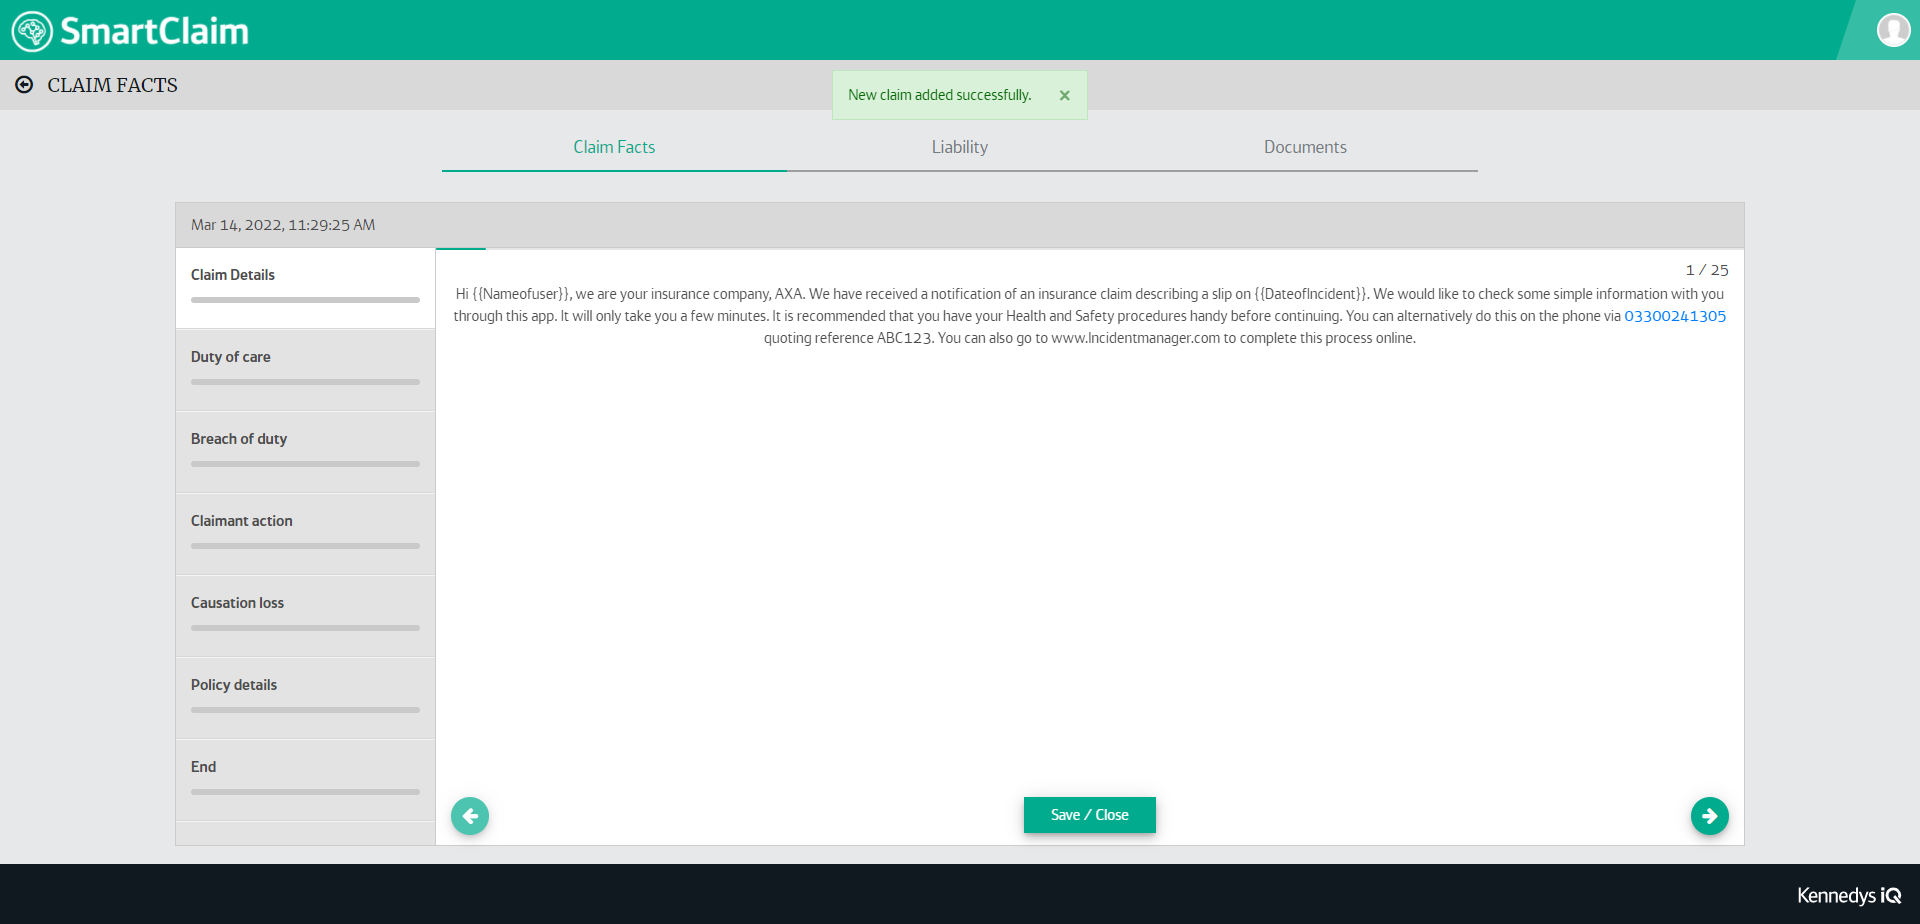 SmartClaim
CLAIM FACTS
New claim added successfully. ×
Claim Facts
Liability
Documents
Mar 14, 2022, 11:29:25 AM
Claim Details
Duty of care
Breach of duty
Claimant action
Causation loss
Policy details
End
1 / 25
Hi {{Nameofuser}}, we are your insurance company, AXA. We have received a notification of an insurance claim describing a slip on {{DateofIncident}}. We would like to check some simple information with you
through this app. It will only take you a few minutes. It is recommended that you have your Health and Safety procedures handy before continuing. You can alternatively do this on the phone via 03300241305
quoting reference ABC123. You can also go to www.Incidentmanager.com to complete this process online.
Save / Close
Kennedys iQ